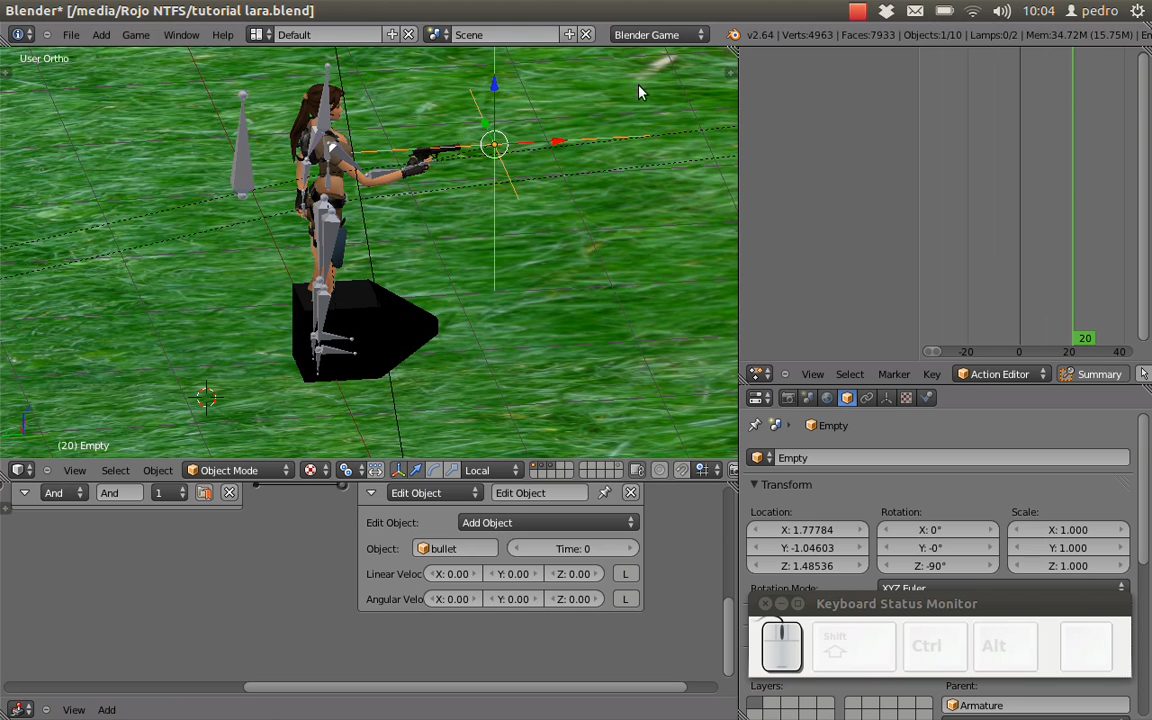 Blender* [/media/Rojo NTFS/tutorial lara.blend]
10:04 pedro
File Add Game Window Help Default Scene Blender Game v2.64 | Verts:4963 | Faces:7933 | Objects:1/10 | Lamps:0/2 | Mem:34.72M (15.75M) | Em
User Ortho
(20) Empty
View Select Object Object Mode Local
20
-20 0 20 40
View Select Marker Key Action Editor Summary
Empty
Empty
Transform
Location: Rotation: Scale:
X: 1.77784 X: 0° X: 1.000
Y: -1.04603 Y: -0° Y: 1.000
Z: 1.48536 Z: -90° Z: 1.000
Rotation Mode: XYZ Euler
Keyboard Status Monitor
Shift
Ctrl
Alt
Layers: Parent:
Armature
And And 1
Edit Object Edit Object
Edit Object: Add Object
Object: bullet Time: 0
Linear Veloc X: 0.00 Y: 0.00 Z: 0.00 L
Angular Velo X: 0.00 Y: 0.00 Z: 0.00 L
View Add